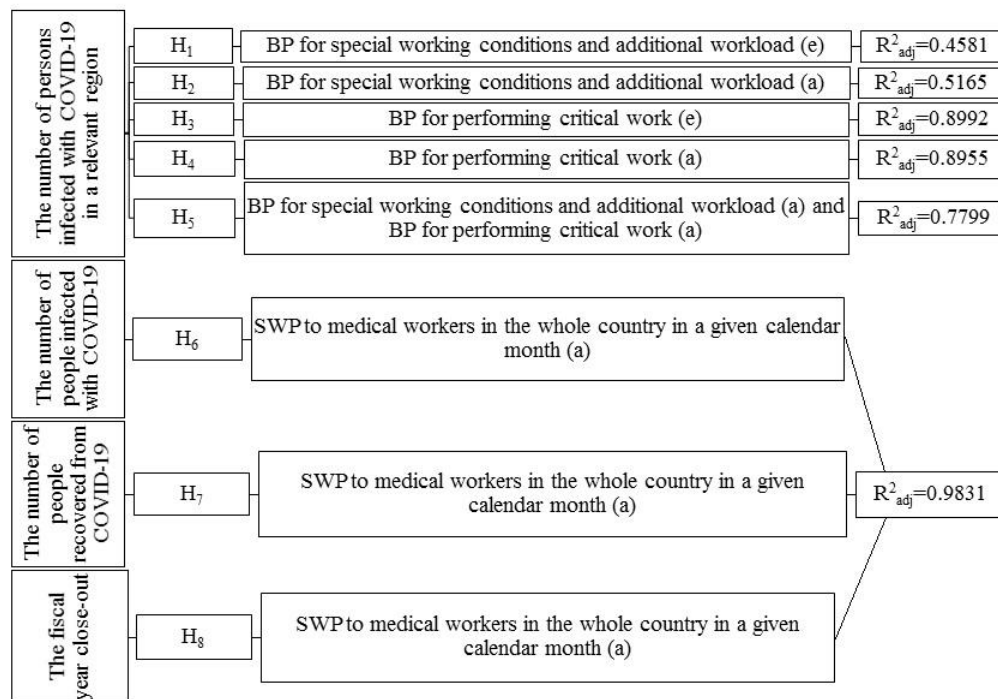 The number of persons
infected with COVID-19
in a relevant region
H1
BP for special working conditions and additional workload (e)
R²adj=0.4581
H2
BP for special working conditions and additional workload (a)
R²adj=0.5165
H3
BP for performing critical work (e)
R²adj=0.8992
H4
BP for performing critical work (a)
R²adj=0.8955
H5
BP for special working conditions and additional workload (a) and
BP for performing critical work (a)
R²adj=0.7799
The number of
people infected
with COVID-19
H6
SWP to medical workers in the whole country in a given calendar
month (a)
The number of
people
recovered from
COVID-19
H7
SWP to medical workers in the whole country in a given
calendar month (a)
R²adj=0.9831
The fiscal
year close-out
H8
SWP to medical workers in the whole country in a given calendar
month (a)